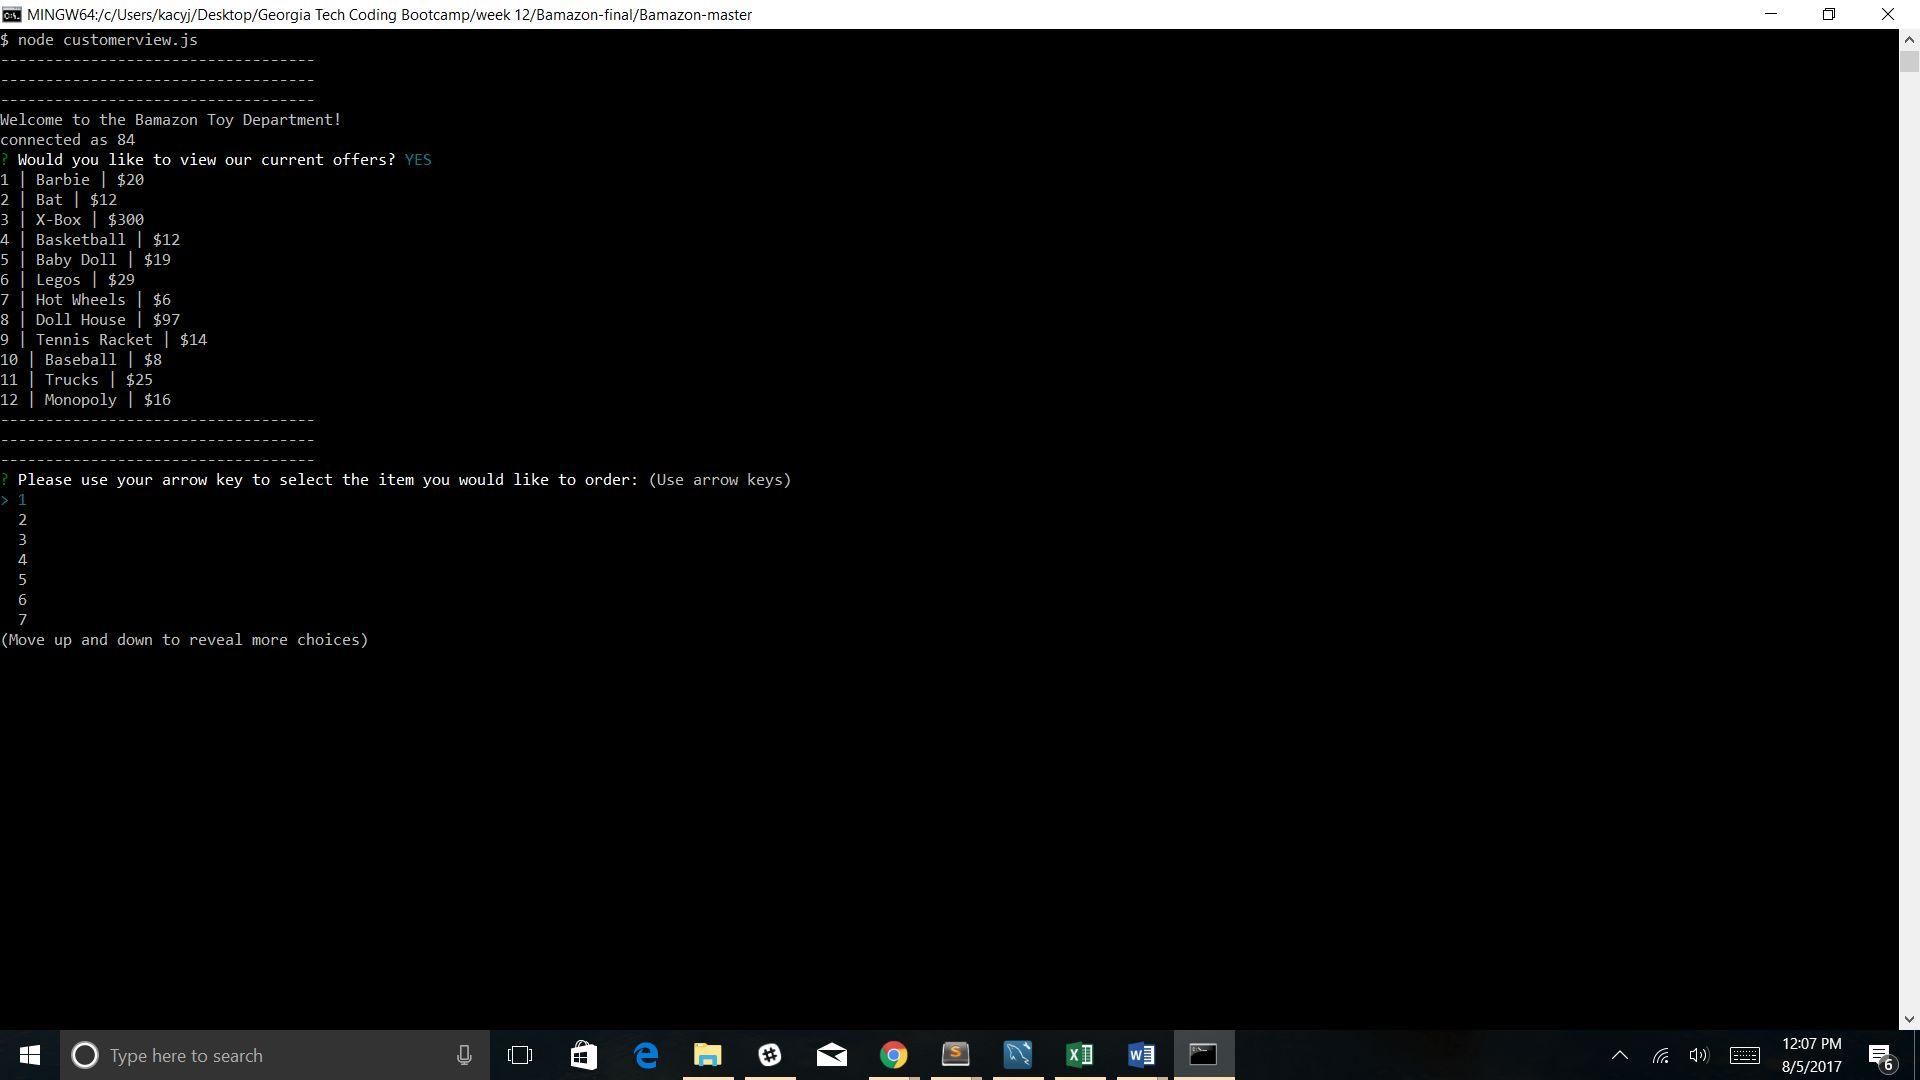 MINGW64:/c/Users/kacyj/Desktop/Georgia Tech Coding Bootcamp/week 12/Bamazon-final/Bamazon-master
$ node customerview.js
-----------------------------------
-----------------------------------
-----------------------------------
Welcome to the Bamazon Toy Department!
connected as 84
? Would you like to view our current offers? YES
1 | Barbie | $20
2 | Bat | $12
3 | X-Box | $300
4 | Basketball | $12
5 | Baby Doll | $19
6 | Legos | $29
7 | Hot Wheels | $6
8 | Doll House | $97
9 | Tennis Racket | $14
10 | Baseball | $8
11 | Trucks | $25
12 | Monopoly | $16
-----------------------------------
-----------------------------------
-----------------------------------
? Please use your arrow key to select the item you would like to order: (Use arrow keys)
> 1
2
3
4
5
6
7
(Move up and down to reveal more choices)
Type here to search
12:07 PM
8/5/2017
6